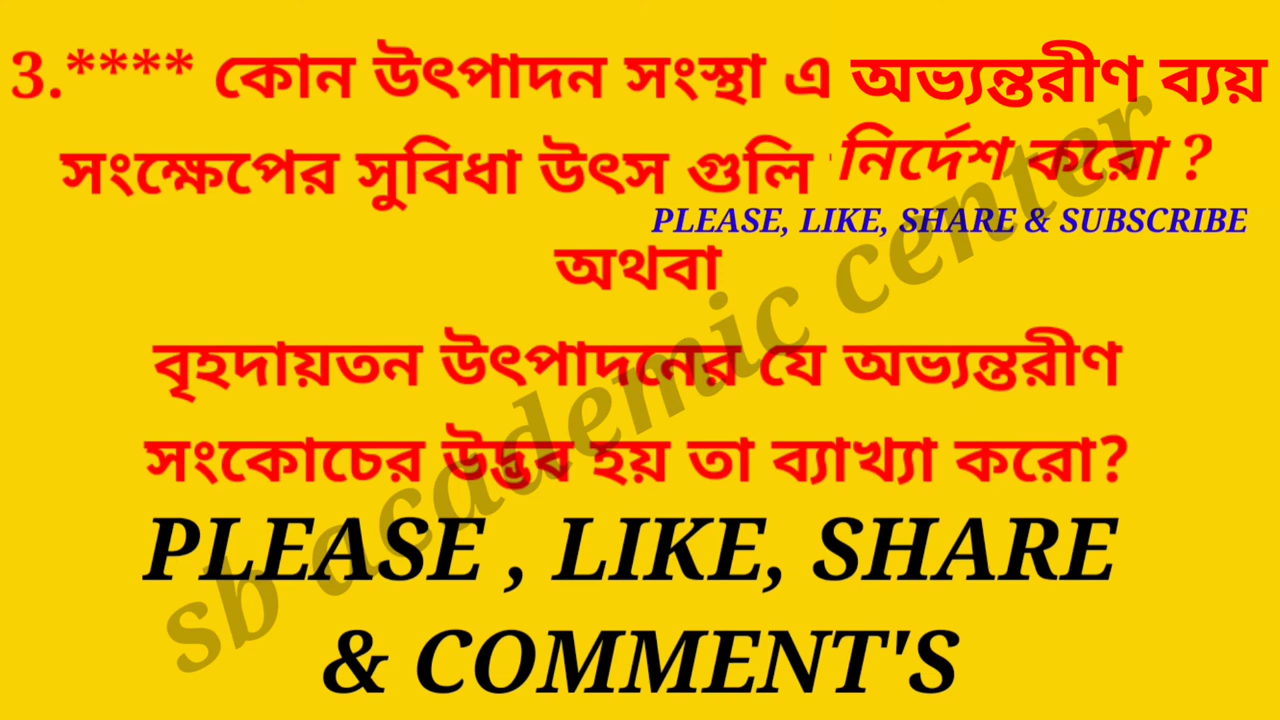 3.**** কোন উৎপাদন সংস্থা এ অভ্যন্তরীণ ব্যয়
সংক্ষেপের সুবিধা উৎস গুলি নির্দেশ করো ?
PLEASE, LIKE, SHARE & SUBSCRIBE
অথবা
বৃহদায়তন উৎপাদনের যে অভ্যন্তরীণ
সংকোচের উদ্ভব হয় তা ব্যাখ্যা করো?
PLEASE , LIKE, SHARE
& COMMENT'S
sb academic center